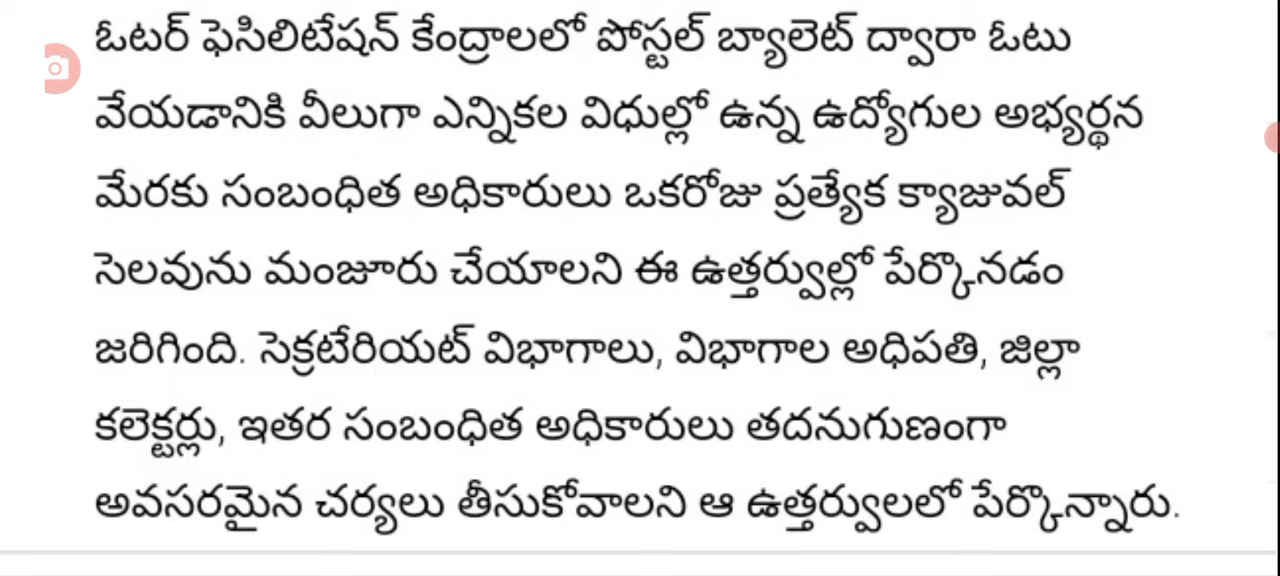 ఓటర్ ఫెసిలిటేషన్ కేంద్రాలలో పోస్టల్ బ్యాలెట్ ద్వారా ఓటు
వేయడానికి వీలుగా ఎన్నికల విధుల్లో ఉన్న ఉద్యోగుల అభ్యర్థన
మేరకు సంబంధిత అధికారులు ఒకరోజు ప్రత్యేక క్యాజువల్
సెలవును మంజూరు చేయాలని ఈ ఉత్తర్వుల్లో పేర్కొనడం
జరిగింది. సెక్రటేరియట్ విభాగాలు, విభాగాల అధిపతి, జిల్లా
కలెక్టర్లు, ఇతర సంబంధిత అధికారులు తదనుగుణంగా
అవసరమైన చర్యలు తీసుకోవాలని ఆ ఉత్తర్వులలో పేర్కొన్నారు.